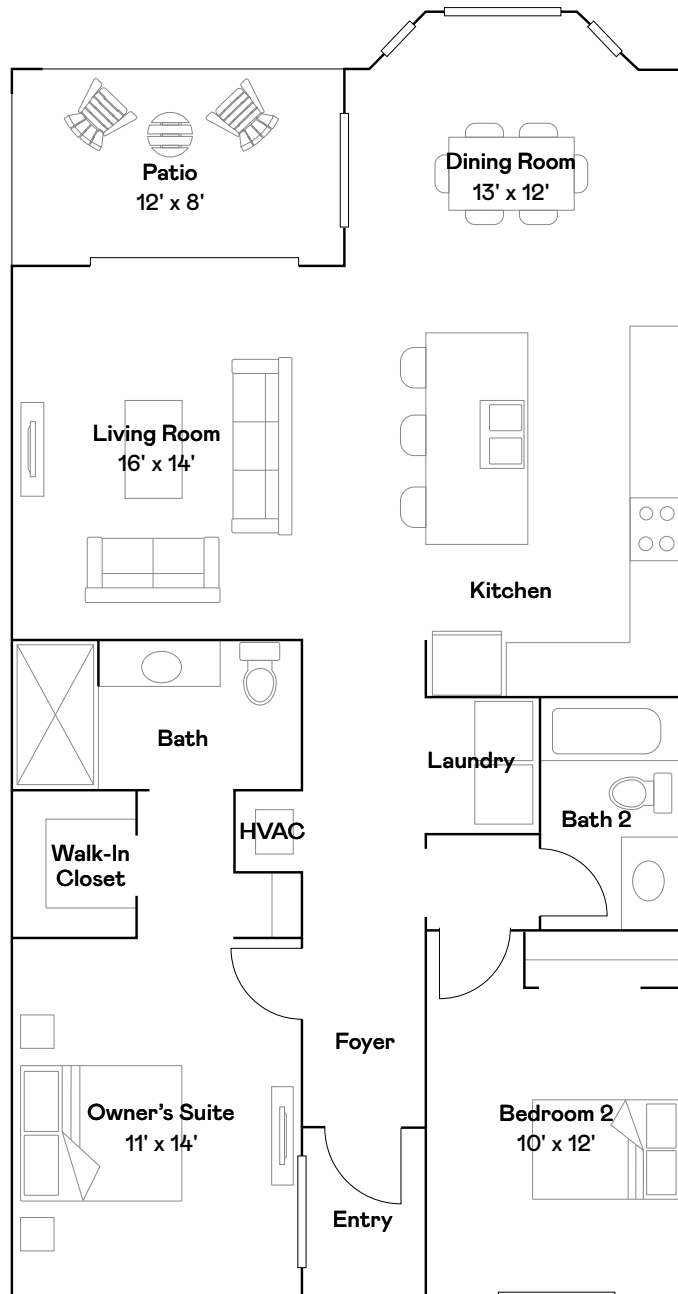 Patio
12' x 8'
Dining Room
13' x 12'
Living Room
16' x 14'
Kitchen
Bath
Laundry
HVAC
Bath 2
Walk-In
Closet
Foyer
Owner’s Suite
11' x 14'
Bedroom 2
10' x 12'
Entry